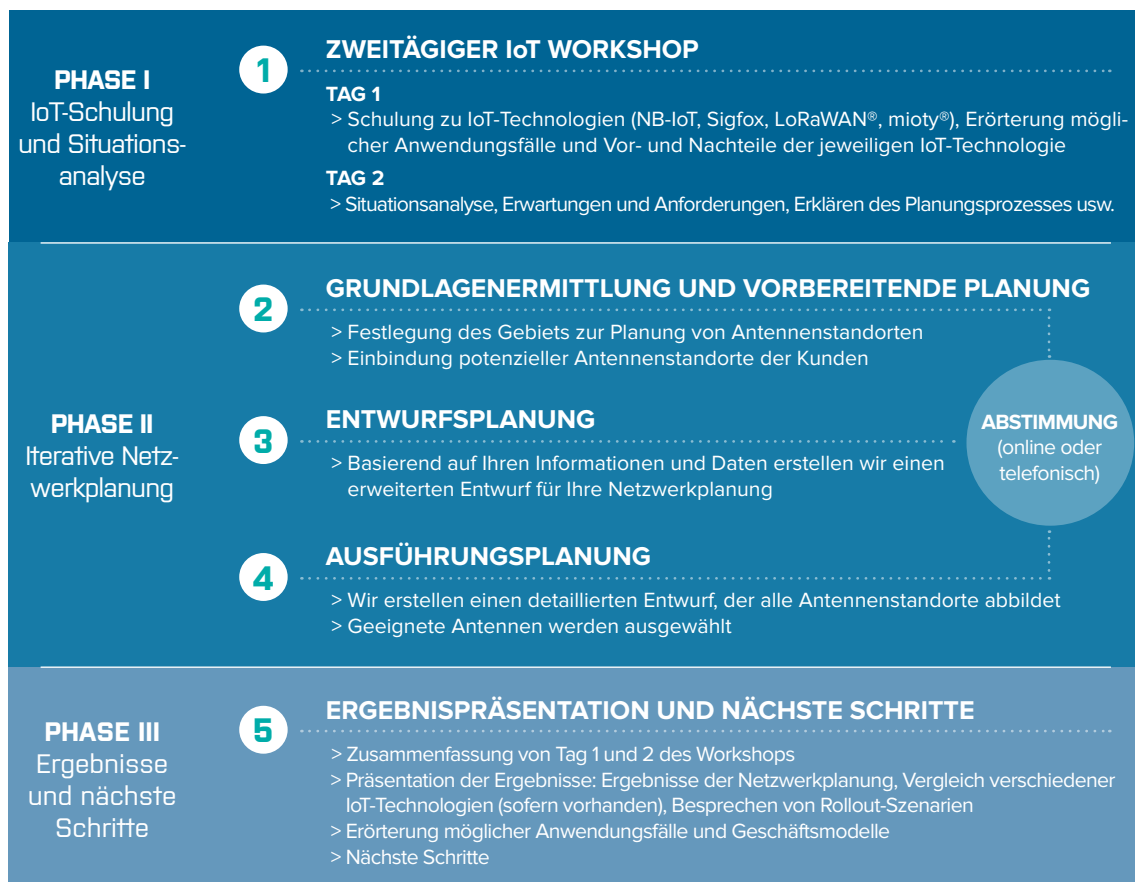 PHASE I
IoT-Schulung
und Situations-
analyse
1
ZWEITÄGIGER IoT WORKSHOP
TAG 1
> Schulung zu IoT-Technologien (NB-IoT, Sigfox, LoRaWAN®, mioty®), Erörterung mögli-
cher Anwendungsfälle und Vor- und Nachteile der jeweiligen IoT-Technologie
TAG 2
> Situationsanalyse, Erwartungen und Anforderungen, Erklären des Planungsprozesses usw.
PHASE II
Iterative Netz-
werkplanung
2
GRUNDLAGENERMITTLUNG UND VORBEREITENDE PLANUNG
> Festlegung des Gebiets zur Planung von Antennenstandorten
> Einbindung potenzieller Antennenstandorte der Kunden
3
ENTWURFSPLANUNG
> Basierend auf Ihren Informationen und Daten erstellen wir einen
erweiterten Entwurf für Ihre Netzwerkplanung
ABSTIMMUNG
(online oder
telefonisch)
4
AUSFÜHRUNGSPLANUNG
> Wir erstellen einen detaillierten Entwurf, der alle Antennenstandorte abbildet
> Geeignete Antennen werden ausgewählt
PHASE III
Ergebnisse
und nächste
Schritte
5
ERGEBNISPRÄSENTATION UND NÄCHSTE SCHRITTE
> Zusammenfassung von Tag 1 und 2 des Workshops
> Präsentation der Ergebnisse: Ergebnisse der Netzwerkplanung, Vergleich verschiedener
IoT-Technologien (sofern vorhanden), Besprechen von Rollout-Szenarien
> Erörterung möglicher Anwendungsfälle und Geschäftsmodelle
> Nächste Schritte